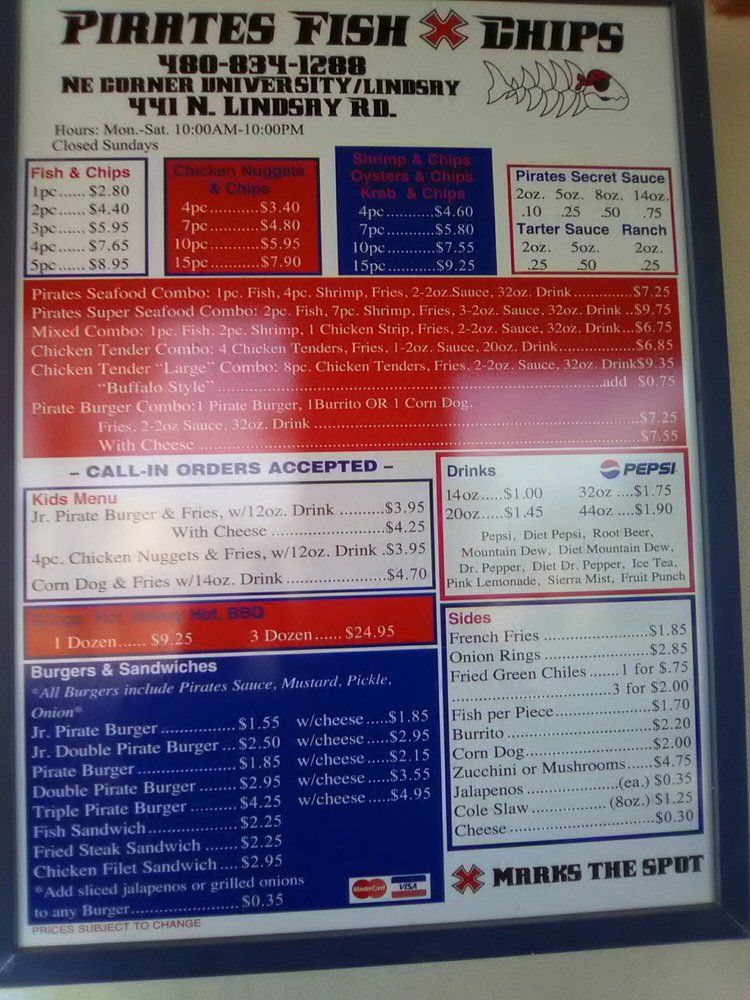 PIRATES FISH X CHIPS
480-834-1288
NE CORNER UNIVERSITY/LINDSAY
441 N. LINDSAY RD.
Hours: Mon.-Sat. 10:00AM-10:00PM
Closed Sundays
Fish & Chips
1pc...... $2.80
2pc...... $4.40
3pc...... $5.95
4pc...... $7.65
5pc...... $8.95
Chicken Nuggets
& Chips
4pc...........$3.40
7pc...........$4.80
10pc..........$5.95
15pc..........$7.90
Shrimp & Chips
Oysters & Chips
Krab & Chips
4pc...........$4.60
7pc...........$5.80
10pc..........$7.55
15pc..........$9.25
Pirates Secret Sauce
2oz. 5oz. 8oz. 14oz.
.10 .25 .50 .75
Tarter Sauce Ranch
2oz. 5oz. 2oz.
.25 .50 .25
Pirates Seafood Combo: 1pc. Fish, 4pc. Shrimp, Fries, 2-2oz.Sauce, 32oz. Drink..............$7.25
Pirates Super Seafood Combo: 2pc. Fish, 7pc. Shrimp, Fries, 3-2oz. Sauce, 32oz. Drink ..$9.75
Mixed Combo: 1pc. Fish, 2pc. Shrimp, 1 Chicken Strip, Fries, 2-2oz. Sauce, 32oz. Drink...$6.75
Chicken Tender Combo: 4 Chicken Tenders, Fries, 1-2oz. Sauce, 20oz. Drink...................$6.85
Chicken Tender "Large" Combo: 8pc. Chicken Tenders, Fries, 2-2oz. Sauce, 32oz. Drink$9.35
"Buffalo Style"..............................................................................add $0.75
Pirate Burger Combo:1 Pirate Burger, 1Burrito OR 1 Corn Dog,
Fries, 2-2oz Sauce, 32oz. Drink ..................................................................$7.25
With Cheese .......................................................................................$7.55
– CALL-IN ORDERS ACCEPTED –
Kids Menu
Jr. Pirate Burger & Fries, w/12oz. Drink ..........$3.95
With Cheese ......................$4.25
4pc. Chicken Nuggets & Fries, w/12oz. Drink .$3.95
Corn Dog & Fries w/14oz. Drink .....................$4.70
Drinks PEPSI
14oz.....$1.00 32oz ....$1.75
20oz.....$1.45 44oz ....$1.90
Pepsi, Diet Pepsi, Root Beer,
Mountain Dew, Diet Mountain Dew,
Dr. Pepper, Diet Dr. Pepper, Ice Tea,
Pink Lemonade, Sierra Mist, Fruit Punch
Wings: Hot, Honey Hot, BBQ
1 Dozen...... $9.25 3 Dozen...... $24.95
Burgers & Sandwiches
*All Burgers include Pirates Sauce, Mustard, Pickle,
Onion*
Jr. Pirate Burger ...............$1.55 w/cheese .....$1.85
Jr. Double Pirate Burger ... $2.50 w/cheese.....$2.95
Pirate Burger ....................$1.85 w/cheese .....$2.15
Double Pirate Burger ........ $2.95 w/cheese.....$3.55
Triple Pirate Burger .......... $4.25 w/cheese.....$4.95
Fish Sandwich................... $2.25
Fried Steak Sandwich ....... $2.25
Chicken Filet Sandwich .... $2.95
*Add sliced jalapenos or grilled onions
to any Burger...................... $0.35
MasterCard VISA
Sides
French Fries .....................$1.85
Onion Rings .....................$2.85
Fried Green Chiles .......1 for $.75
................................3 for $2.00
Fish per Piece....................$1.70
Burrito ..............................$2.20
Corn Dog..........................$2.00
Zucchini or Mushrooms.....$4.75
Jalapenos ..................(ea.) $0.35
Cole Slaw ...............(8oz.) $1.25
Cheese ..............................$0.30
X MARKS THE SPOT
PRICES SUBJECT TO CHANGE